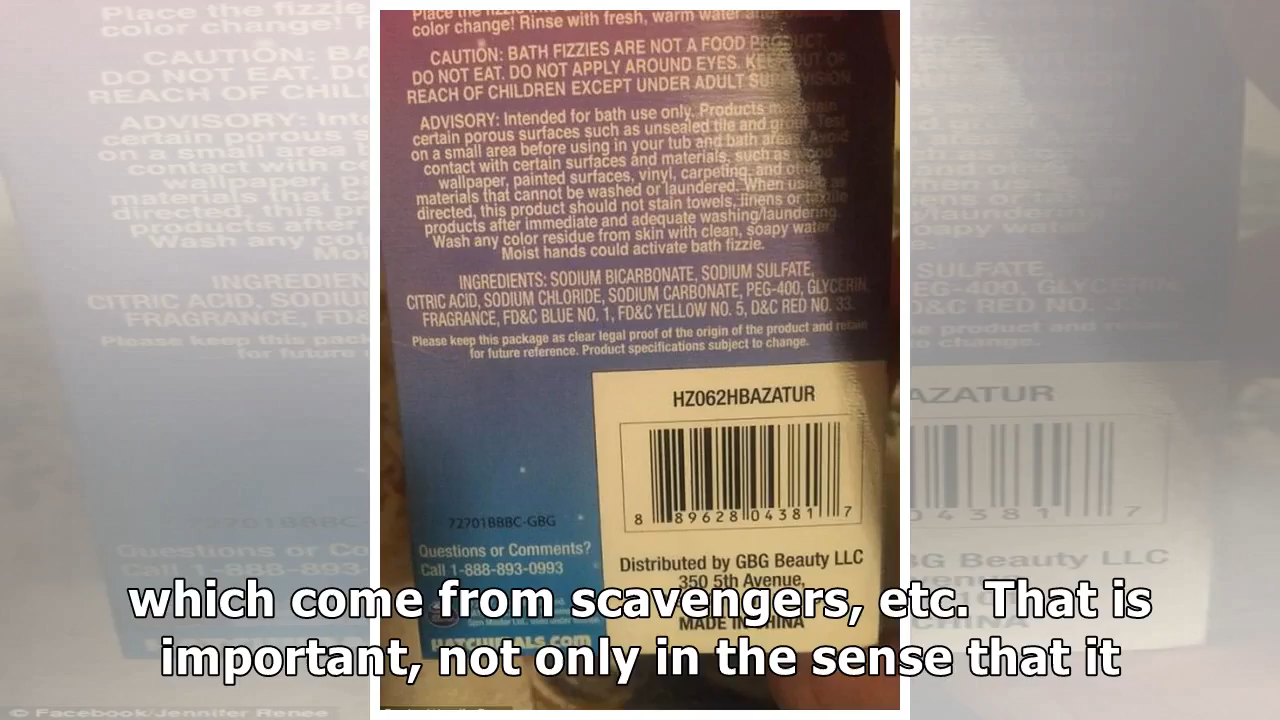 color change! Rinse with fresh, warm water after
CAUTION: BATH FIZZIES ARE NOT A FOOD PRODUCT.
DO NOT EAT. DO NOT APPLY AROUND EYES. KEEP OUT OF
REACH OF CHILDREN EXCEPT UNDER ADULT SUPERVISION.
ADVISORY: Intended for bath use only. Products may stain
certain porous surfaces such as unsealed tile and grout. Test
on a small area before using in your tub and bath area. Avoid
contact with certain surfaces and materials, such as wood,
wallpaper, painted surfaces, vinyl, carpeting, and other
materials that cannot be washed or laundered. When using as
directed, this product should not stain towels, linens or textile
products after immediate and adequate washing/laundering.
Wash any color residue from skin with clean, soapy water.
Moist hands could activate bath fizzie.
INGREDIENTS: SODIUM BICARBONATE, SODIUM SULFATE,
CITRIC ACID, SODIUM CHLORIDE, SODIUM CARBONATE, PEG-400, GLYCERIN,
FRAGRANCE, FD&C BLUE NO. 1, FD&C YELLOW NO. 5, D&C RED NO. 33.
Please keep this package as clear legal proof of the origin of the product and retain
for future reference. Product specifications subject to change.
HZ062HBAZATUR
8 89628 04381 7
72701BBBC-GBG
Questions or Comments?
Call 1-888-893-0993
Distributed by GBG Beauty LLC
350 5th Avenue,
MADE IN CHINA
which come from scavengers, etc. That is
important, not only in the sense that it
© Facebook/Jennifer Renee